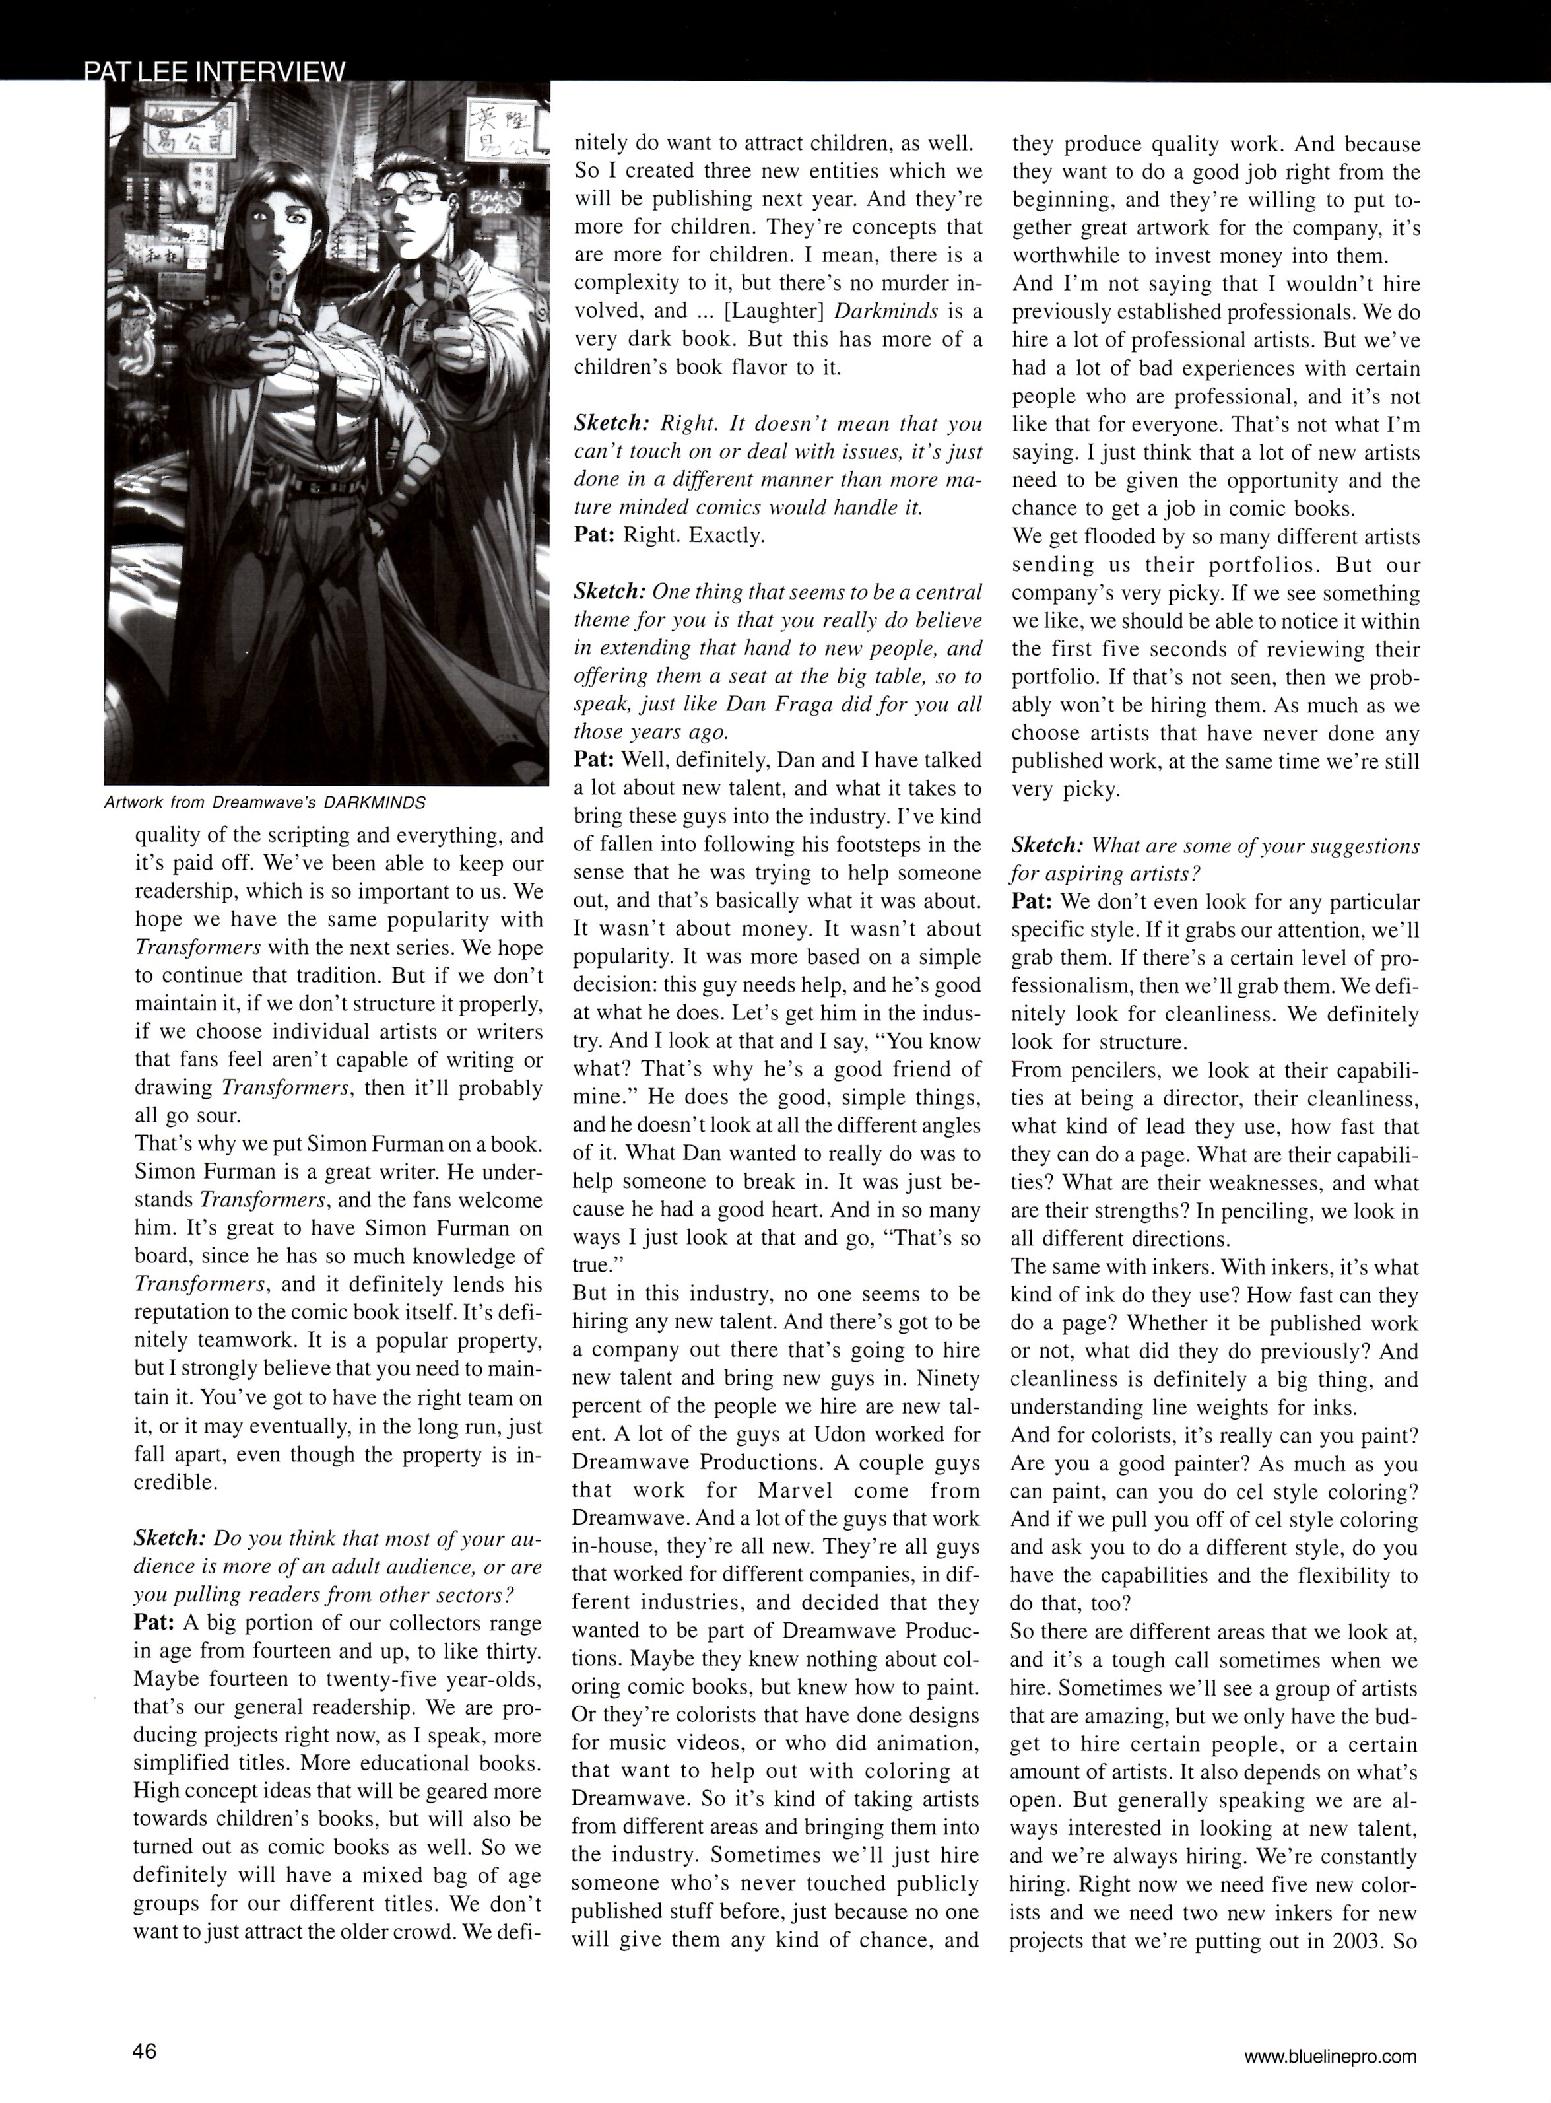 PAT LEE INTERVIEW
易公司
英
易公
Artwork from Dreamwave's DARKMINDS
quality of the scripting and everything, and
it's paid off. We've been able to keep our
readership, which is so important to us. We
hope we have the same popularity with
Transformers with the next series. We hope
to continue that tradition. But if we don't
maintain it, if we don't structure it properly,
if we choose individual artists or writers
that fans feel aren't capable of writing or
drawing Transformers, then it'll probably
all go sour.
That's why we put Simon Furman on a book.
Simon Furman is a great writer. He under-
stands Transformers, and the fans welcome
him. It's great to have Simon Furman on
board, since he has so much knowledge of
Transformers, and it definitely lends his
reputation to the comic book itself. It's defi-
nitely teamwork. It is a popular property,
but I strongly believe that you need to main-
tain it. You've got to have the right team on
it, or it may eventually, in the long run, just
fall apart, even though the property is in-
credible.
Sketch: Do you think that most of your au-
dience is more of an adult audience, or are
you pulling readers from other sectors?
Pat: A big portion of our collectors range
in age from fourteen and up, to like thirty.
Maybe fourteen to twenty-five year-olds,
that's our general readership. We are pro-
ducing projects right now, as I speak, more
simplified titles. More educational books.
High concept ideas that will be geared more
towards children's books, but will also be
turned out as comic books as well. So we
definitely will have a mixed bag of age
groups for our different titles. We don't
want to just attract the older crowd. We defi-
nitely do want to attract children, as well.
So I created three new entities which we
will be publishing next year. And they're
more for children. They're concepts that
are more for children. I mean, there is a
complexity to it, but there's no murder in-
volved, and ... [Laughter] Darkminds is a
very dark book. But this has more of a
children's book flavor to it.
Sketch: Right. It doesn't mean that you
can't touch on or deal with issues, it's just
done in a different manner than more ma-
ture minded comics would handle it.
Pat: Right. Exactly.
Sketch: One thing that seems to be a central
theme for you is that you really do believe
in extending that hand to new people, and
offering them a seat at the big table, so to
speak, just like Dan Fraga did for you all
those years ago.
Pat: Well, definitely, Dan and I have talked
a lot about new talent, and what it takes to
bring these guys into the industry. I've kind
of fallen into following his footsteps in the
sense that he was trying to help someone
out, and that's basically what it was about.
It wasn't about money. It wasn't about
popularity. It was more based on a simple
decision: this guy needs help, and he's good
at what he does. Let's get him in the indus-
try. And I look at that and I say, "You know
what? That's why he's a good friend of
mine." He does the good, simple things,
and he doesn't look at all the different angles
of it. What Dan wanted to really do was to
help someone to break in. It was just be-
cause he had a good heart. And in so many
ways I just look at that and go, "That's so
true."
But in this industry, no one seems to be
hiring any new talent. And there's got to be
a company out there that's going to hire
new talent and bring new guys in. Ninety
percent of the people we hire are new tal-
ent. A lot of the guys at Udon worked for
Dreamwave Productions. A couple guys
that work for Marvel come from
Dreamwave. And a lot of the guys that work
in-house, they're all new. They're all guys
that worked for different companies, in dif-
ferent industries, and decided that they
wanted to be part of Dreamwave Produc-
tions. Maybe they knew nothing about col-
oring comic books, but knew how to paint.
Or they're colorists that have done designs
for music videos, or who did animation,
that want to help out with coloring at
Dreamwave. So it's kind of taking artists
from different areas and bringing them into
the industry. Sometimes we'll just hire
someone who's never touched publicly
published stuff before, just because no one
will give them any kind of chance, and
they produce quality work. And because
they want to do a good job right from the
beginning, and they're willing to put to-
gether great artwork for the company, it's
worthwhile to invest money into them.
And I'm not saying that I wouldn't hire
previously established professionals. We do
hire a lot of professional artists. But we've
had a lot of bad experiences with certain
people who are professional, and it's not
like that for everyone. That's not what I'm
saying. I just think that a lot of new artists
need to be given the opportunity and the
chance to get a job in comic books.
We get flooded by so many different artists
sending us their portfolios. But our
company's very picky. If we see something
we like, we should be able to notice it within
the first five seconds of reviewing their
portfolio. If that's not seen, then we prob-
ably won't be hiring them. As much as we
choose artists that have never done any
published work, at the same time we're still
very picky.
Sketch: What are some of your suggestions
for aspiring artists?
Pat: We don't even look for any particular
specific style. If it grabs our attention, we'll
grab them. If there's a certain level of pro-
fessionalism, then we'll grab them. We defi-
nitely look for cleanliness. We definitely
look for structure.
From pencilers, we look at their capabili-
ties at being a director, their cleanliness,
what kind of lead they use, how fast that
they can do a page. What are their capabili-
ties? What are their weaknesses, and what
are their strengths? In penciling, we look in
all different directions.
The same with inkers. With inkers, it's what
kind of ink do they use? How fast can they
do a page? Whether it be published work
or not, what did they do previously? And
cleanliness is definitely a big thing, and
understanding line weights for inks.
And for colorists, it's really can you paint?
Are you a good painter? As much as you
can paint, can you do cel style coloring?
And if we pull you off of cel style coloring
and ask you to do a different style, do you
have the capabilities and the flexibility to
do that, too?
So there are different areas that we look at,
and it's a tough call sometimes when we
hire. Sometimes we'll see a group of artists
that are amazing, but we only have the bud-
get to hire certain people, or a certain
amount of artists. It also depends on what's
open. But generally speaking we are al-
ways interested in looking at new talent,
and we're always hiring. We're constantly
hiring. Right now we need five new color-
ists and we need two new inkers for new
projects that we're putting out in 2003. So
46
www.bluelinepro.com